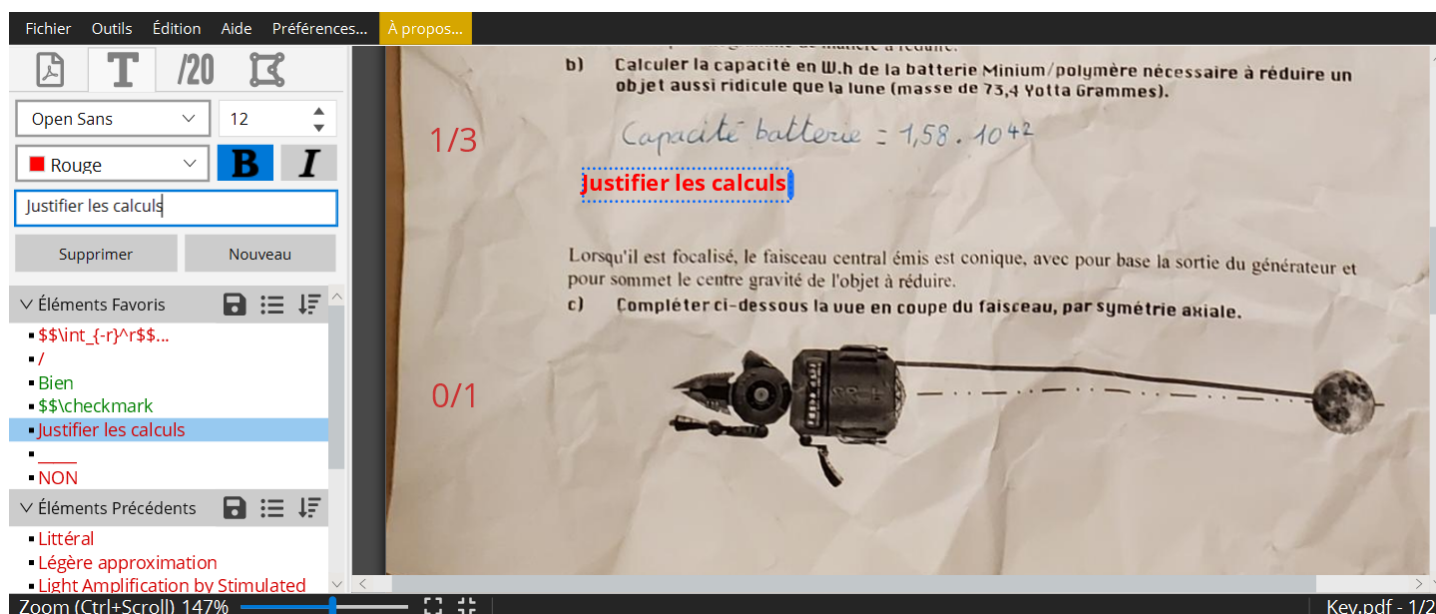 Fichier Outils Édition Aide Préférences... À propos...
T /20
Open Sans 12
Rouge B I
Justifier les calculs
Supprimer Nouveau
Éléments Favoris
$$\int_{-r}^r$$...
/
Bien
$$\checkmark
Justifier les calculs
_____
NON
Éléments Précédents
Littéral
Légère approximation
Light Amplification by Stimulated
Zoom (Ctrl+Scroll) 147%
b) Calculer la capacité en W.h de la batterie Minium/polymère nécessaire à réduire un
objet aussi ridicule que la lune (masse de 73,4 Yotta Grammes).
1/3
Capacité batterie = 1,58 . 10^42
Justifier les calculs
Lorsqu'il est focalisé, le faisceau central émis est conique, avec pour base la sortie du générateur et
pour sommet le centre gravité de l'objet à réduire.
c) Compléter ci-dessous la vue en coupe du faisceau, par symétrie axiale.
0/1
Key.pdf - 1/2